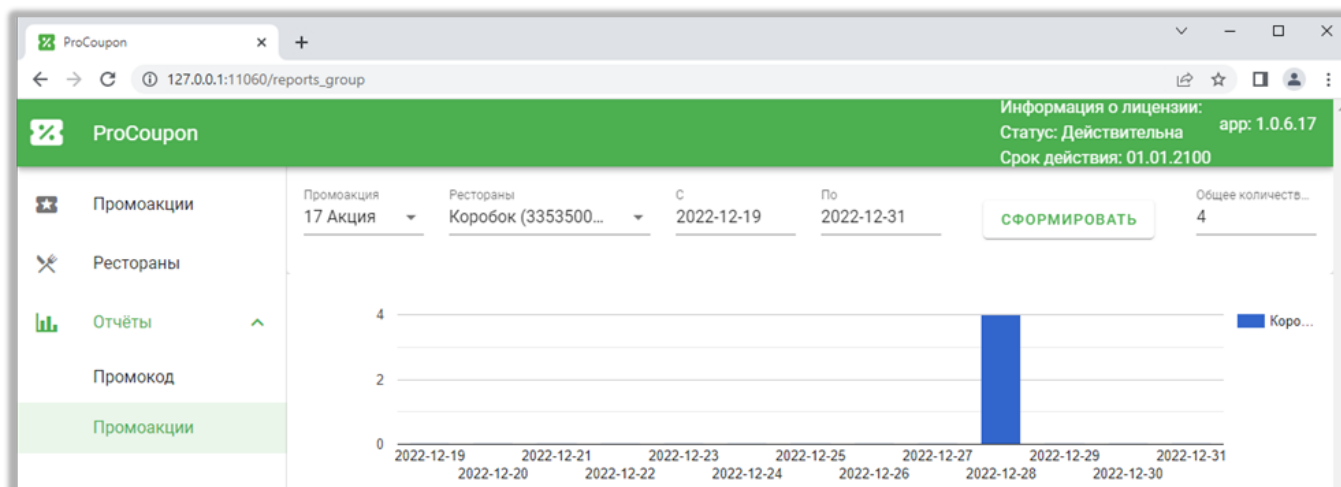 ProCoupon
127.0.0.1:11060/reports_group
ProCoupon
Информация о лицензии:
Статус: Действительна
Срок действия: 01.01.2100
app: 1.0.6.17
Промоакции
Рестораны
Отчёты
Промокод
Промоакции
Промоакция
17 Акция
Рестораны
Коробок (3353500...
С
2022-12-19
По
2022-12-31
СФОРМИРОВАТЬ
Общее количеств...
4
4
2
0
2022-12-19 2022-12-21 2022-12-23 2022-12-25 2022-12-27 2022-12-29 2022-12-31
2022-12-20 2022-12-22 2022-12-24 2022-12-26 2022-12-28 2022-12-30
Коро...